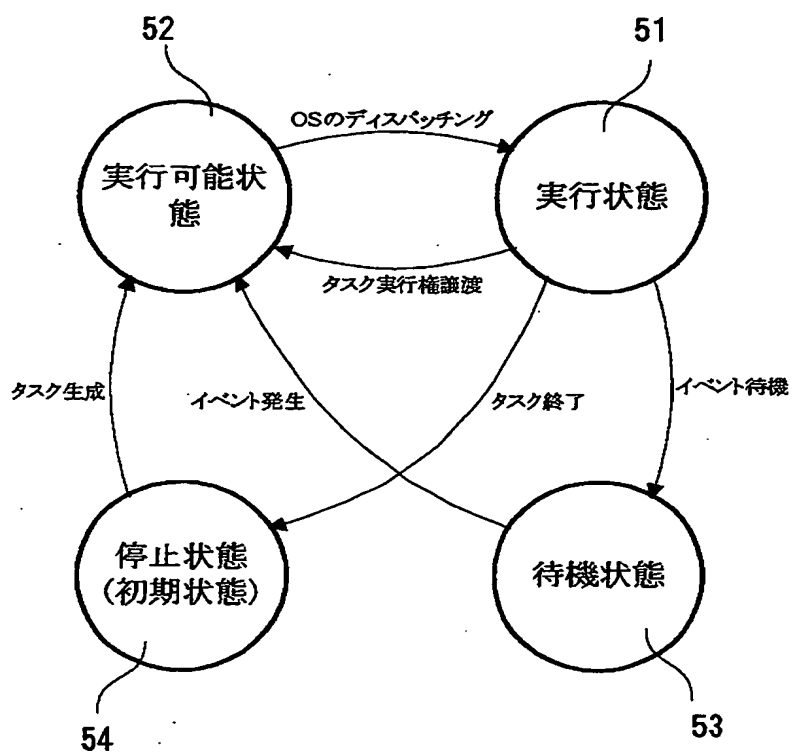 52
51
OSのディスパッチング
実行可能状
態
実行状態
タスク実行権譲渡
タスク生成
イベント発生
タスク終了
イベント待機
停止状態
(初期状態)
待機状態
54
53